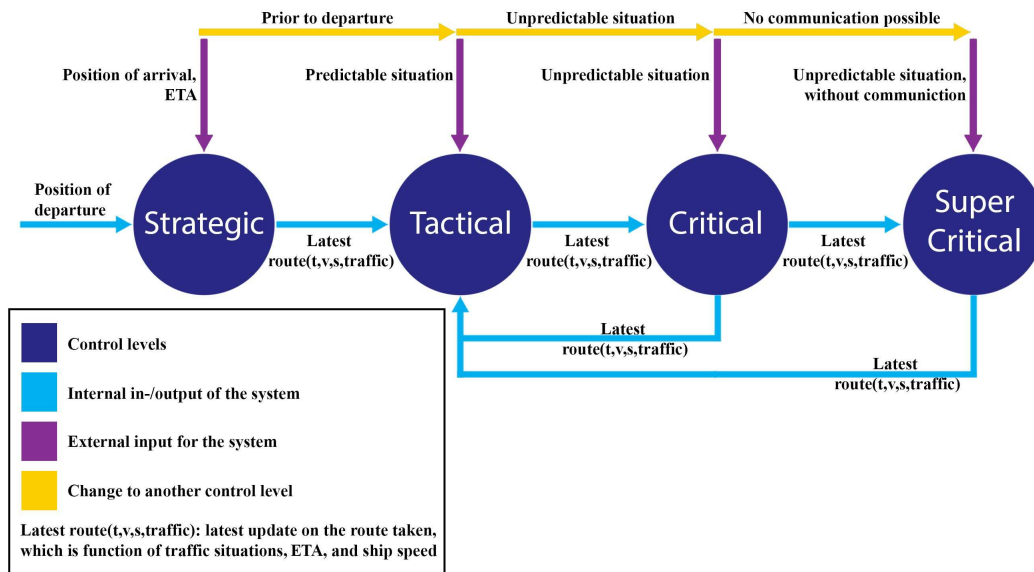 Prior to departure
Unpredictable situation
No communication possible
Position of arrival,
ETA
Predictable situation
Unpredictable situation
Unpredictable situation,
without communiction
Position of
departure
Strategic
Tactical
Critical
Super
Critical
Latest
route(t,v,s,traffic)
Latest
route(t,v,s,traffic)
Latest
route(t,v,s,traffic)
Latest
route(t,v,s,traffic)
Latest
route(t,v,s,traffic)
Control levels
Internal in-/output of the system
External input for the system
Change to another control level
Latest route(t,v,s,traffic): latest update on the route taken,
which is function of traffic situations, ETA, and ship speed